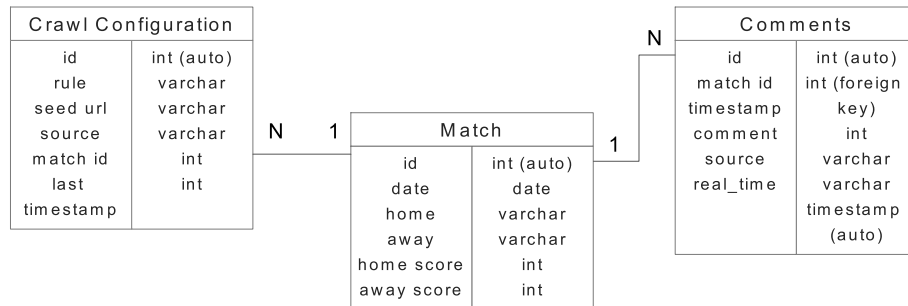 Crawl Configuration
id
rule
seed url
source
match id
last
timestamp
int (auto)
varchar
varchar
varchar
int
int
N
1
Match
id
date
home
away
home score
away score
int (auto)
date
varchar
varchar
int
int
1
N
Comments
id
match id
timestamp
comment
source
real_time
int (auto)
int (foreign
key)
int
varchar
varchar
timestamp
(auto)